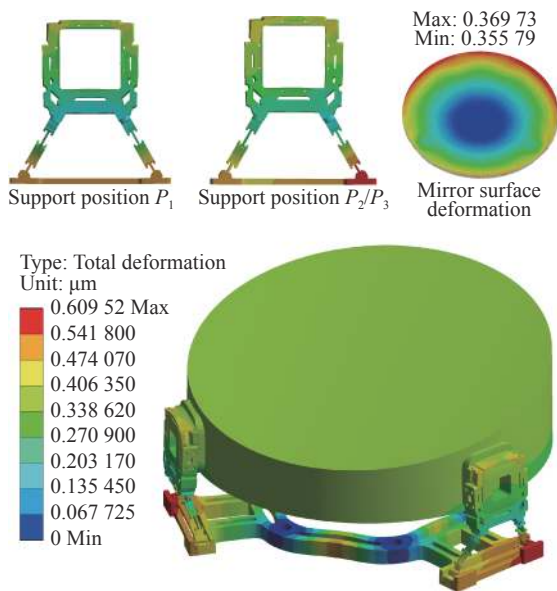 Max: 0.369 73
Min: 0.355 79
Support position P1
Support position P2/P3
Mirror surface
deformation
Type: Total deformation
Unit: μm
0.609 52 Max
0.541 800
0.474 070
0.406 350
0.338 620
0.270 900
0.203 170
0.135 450
0.067 725
0 Min